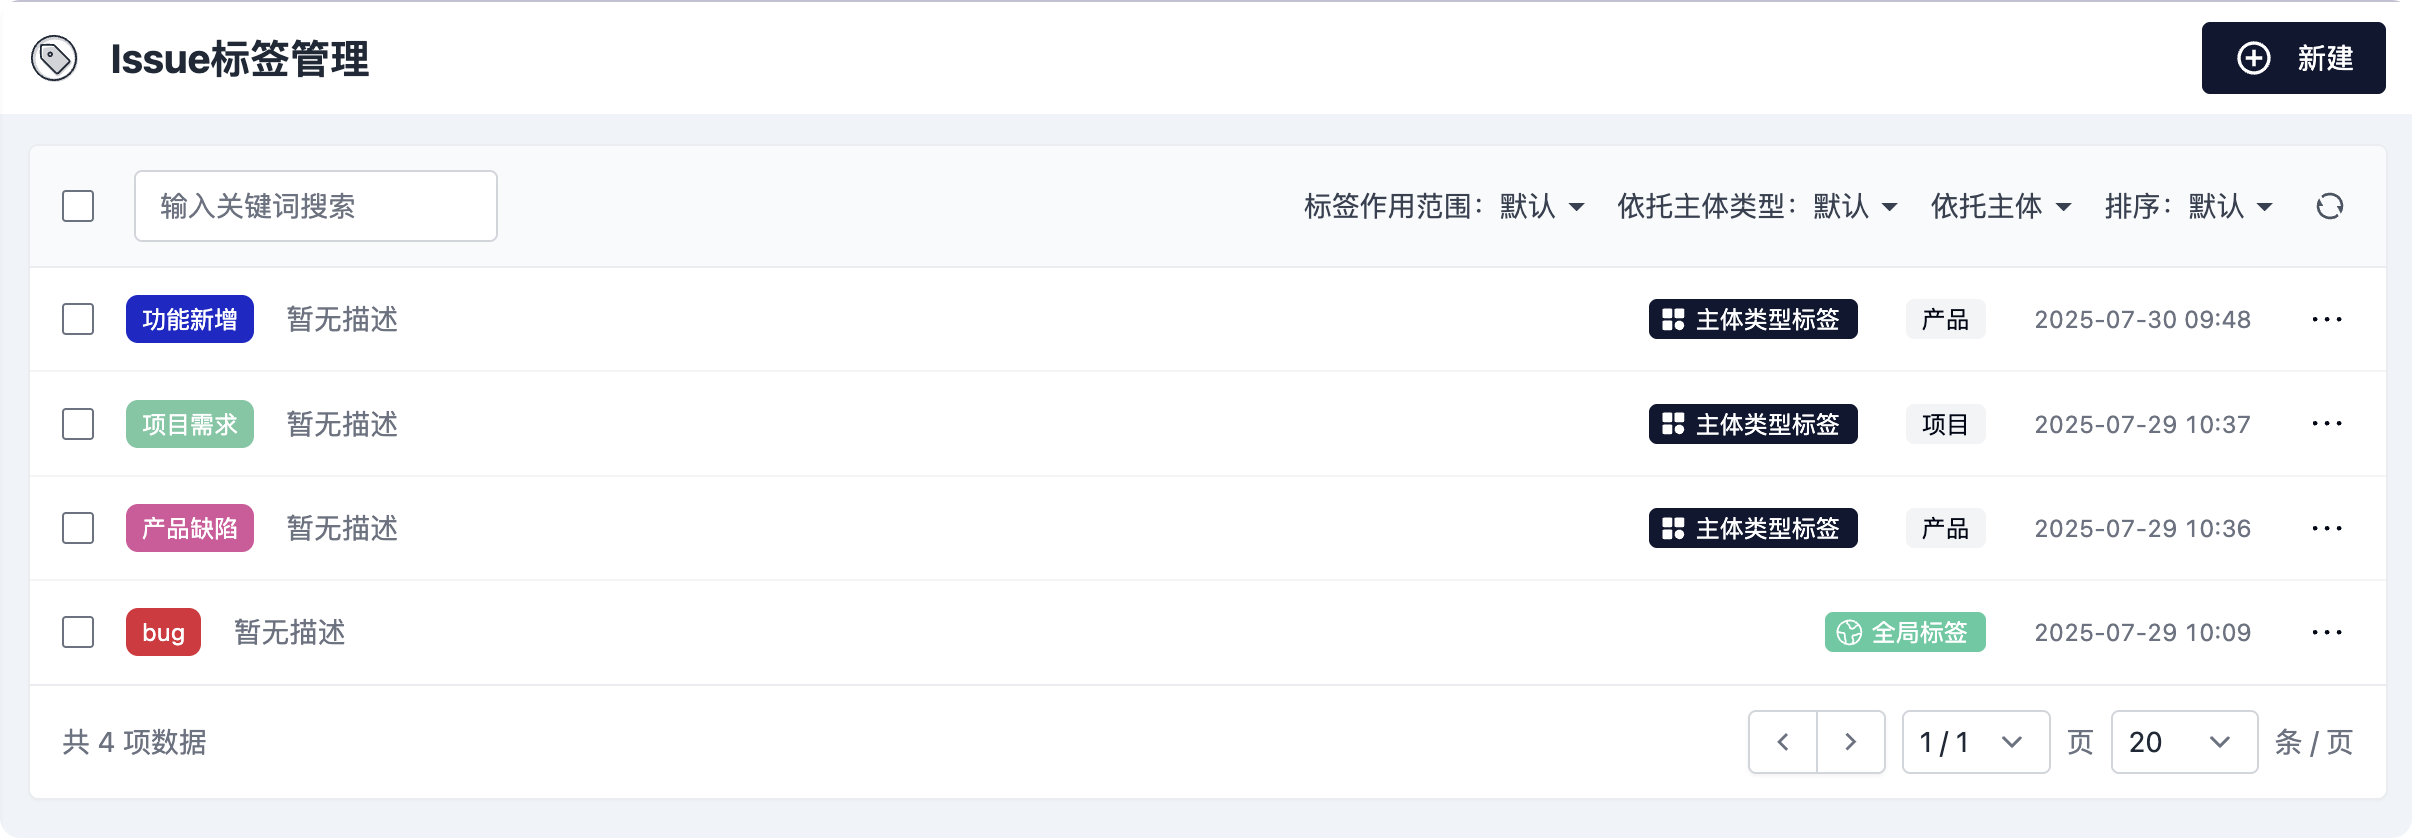 Issue标签管理
新建
输入关键词搜索 标签作用范围：默认 依托主体类型：默认 依托主体 排序：默认
功能新增 暂无描述 主体类型标签 产品 2025-07-30 09:48 ···
项目需求 暂无描述 主体类型标签 项目 2025-07-29 10:37 ···
产品缺陷 暂无描述 主体类型标签 产品 2025-07-29 10:36 ···
bug 暂无描述 全局标签 2025-07-29 10:09 ···
共 4 项数据 1 / 1 页 20 条 / 页